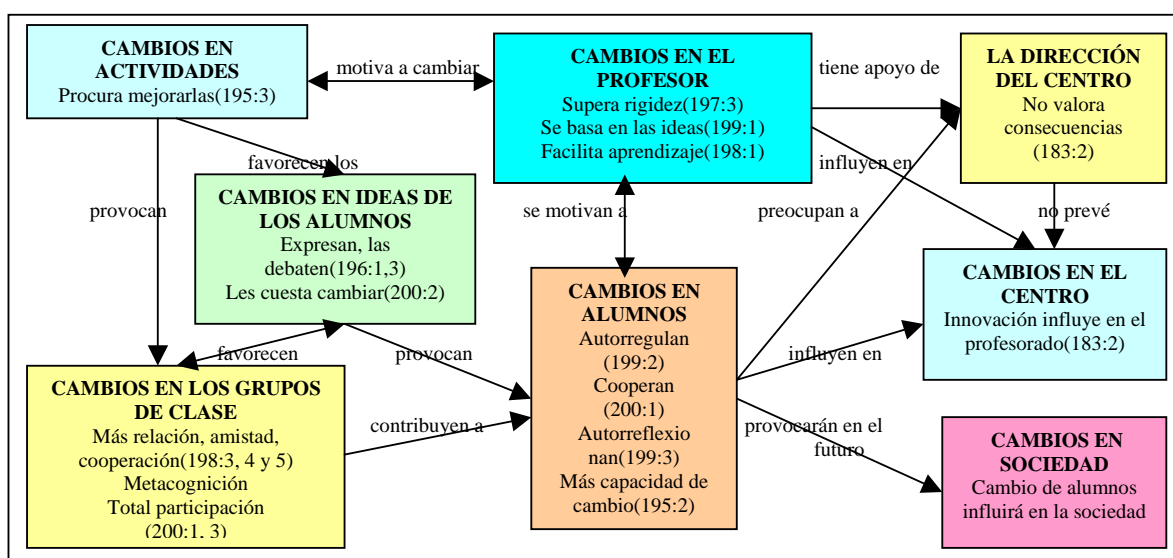 CAMBIOS EN
ACTIVIDADES
Procura mejorarlas(195:3)
motiva a cambiar
CAMBIOS EN EL
PROFESOR
Supera rigidez(197:3)
Se basa en las ideas(199:1)
Facilita aprendizaje(198:1)
tiene apoyo de
LA DIRECCIÓN
DEL CENTRO
No valora
consecuencias
(183:2)
favorecen los
influyen en
provocan
CAMBIOS EN IDEAS DE
LOS ALUMNOS
Expresan, las
debaten(196:1,3)
Les cuesta cambiar(200:2)
se motivan a
preocupan a
no prevé
CAMBIOS EN EL
CENTRO
Innovación influye en el
profesorado(183:2)
CAMBIOS EN
ALUMNOS
Autorregulan
(199:2)
Cooperan
(200:1)
Autorreflexio
nan(199:3)
Más capacidad de
cambio(195:2)
favorecen
provocan
influyen en
CAMBIOS EN LOS GRUPOS
DE CLASE
Más relación, amistad,
cooperación(198:3, 4 y 5)
Metacognición
Total participación
(200:1, 3)
contribuyen a
provocarán en el
futuro
CAMBIOS EN
SOCIEDAD
Cambio de alumnos
influirá en la sociedad